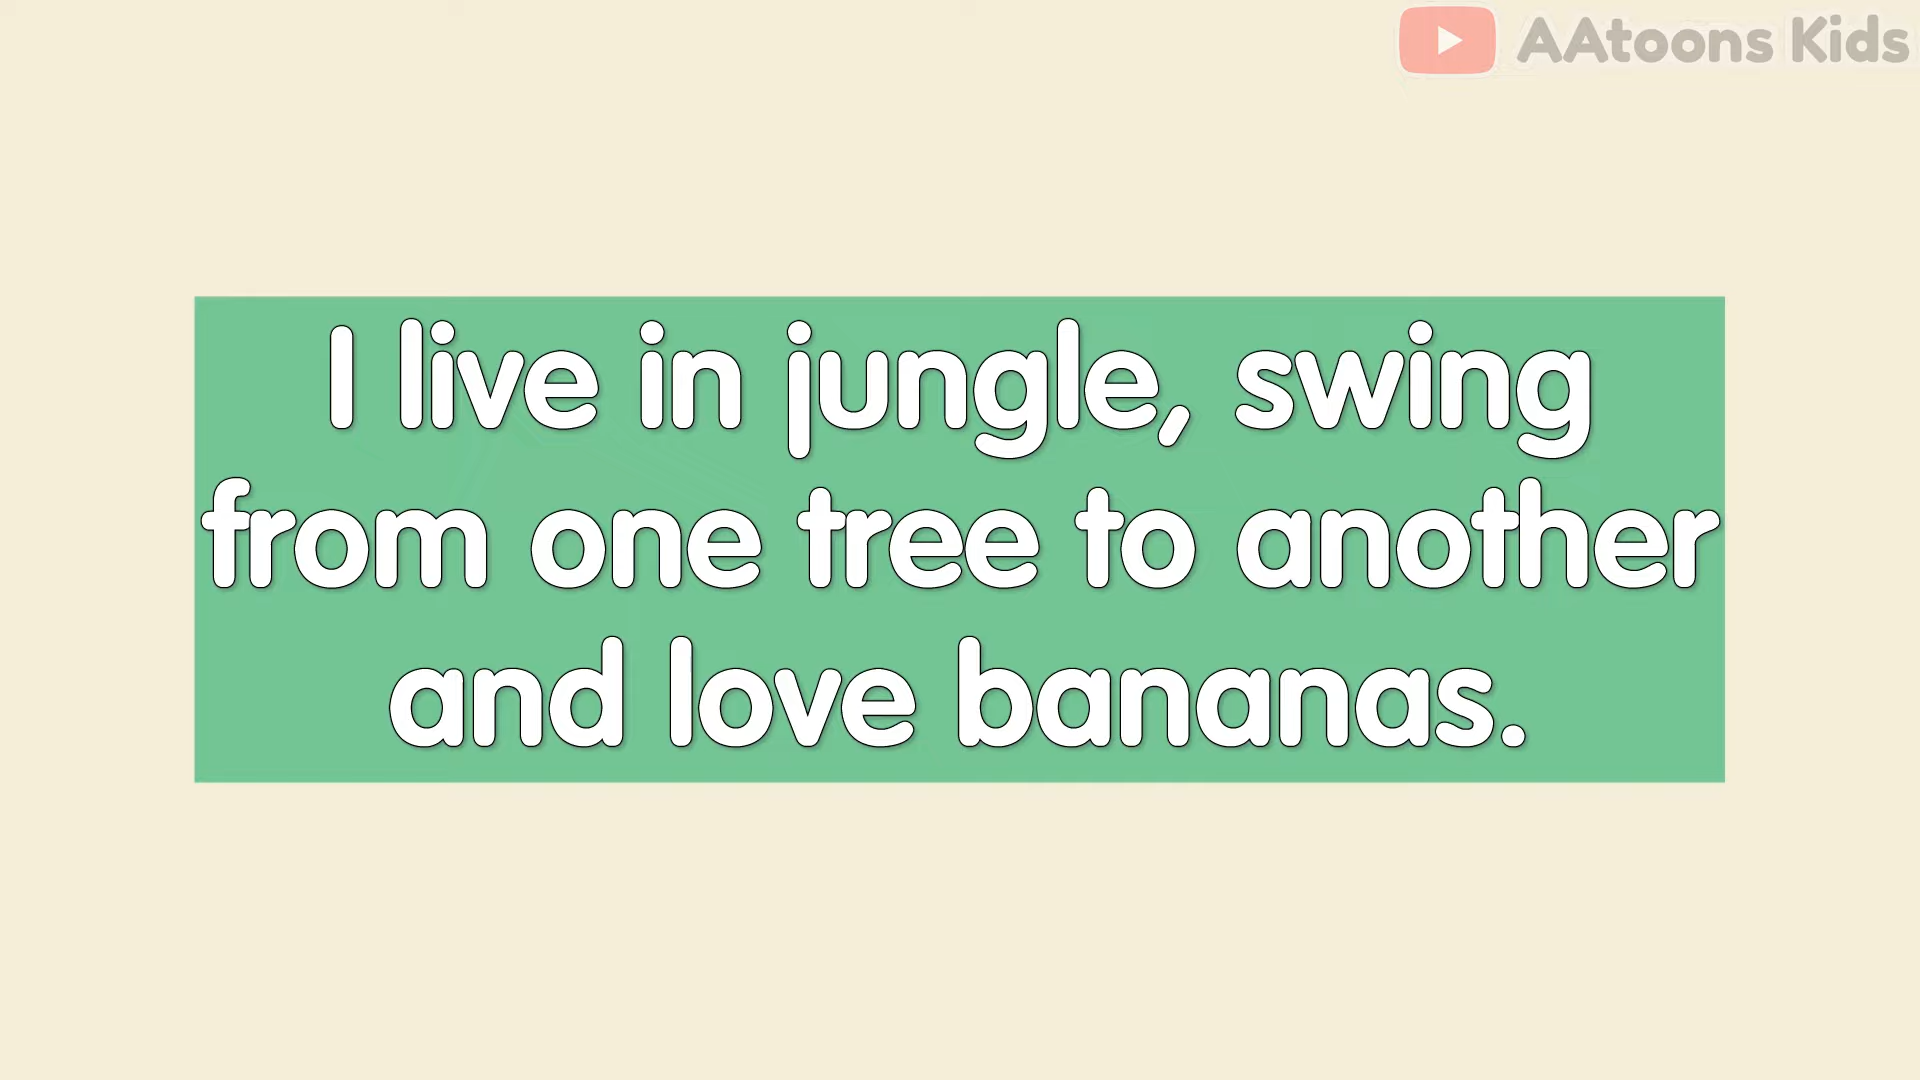 AAtoons Kids
I live in jungle, swing
from one tree to another
and love bananas.